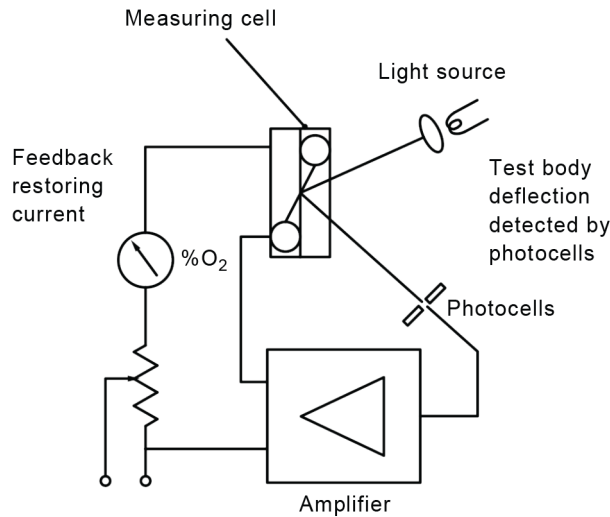 Measuring cell
Light source
Feedback
restoring
current
Test body
deflection
detected by
photocells
%O₂
Photocells
Amplifier